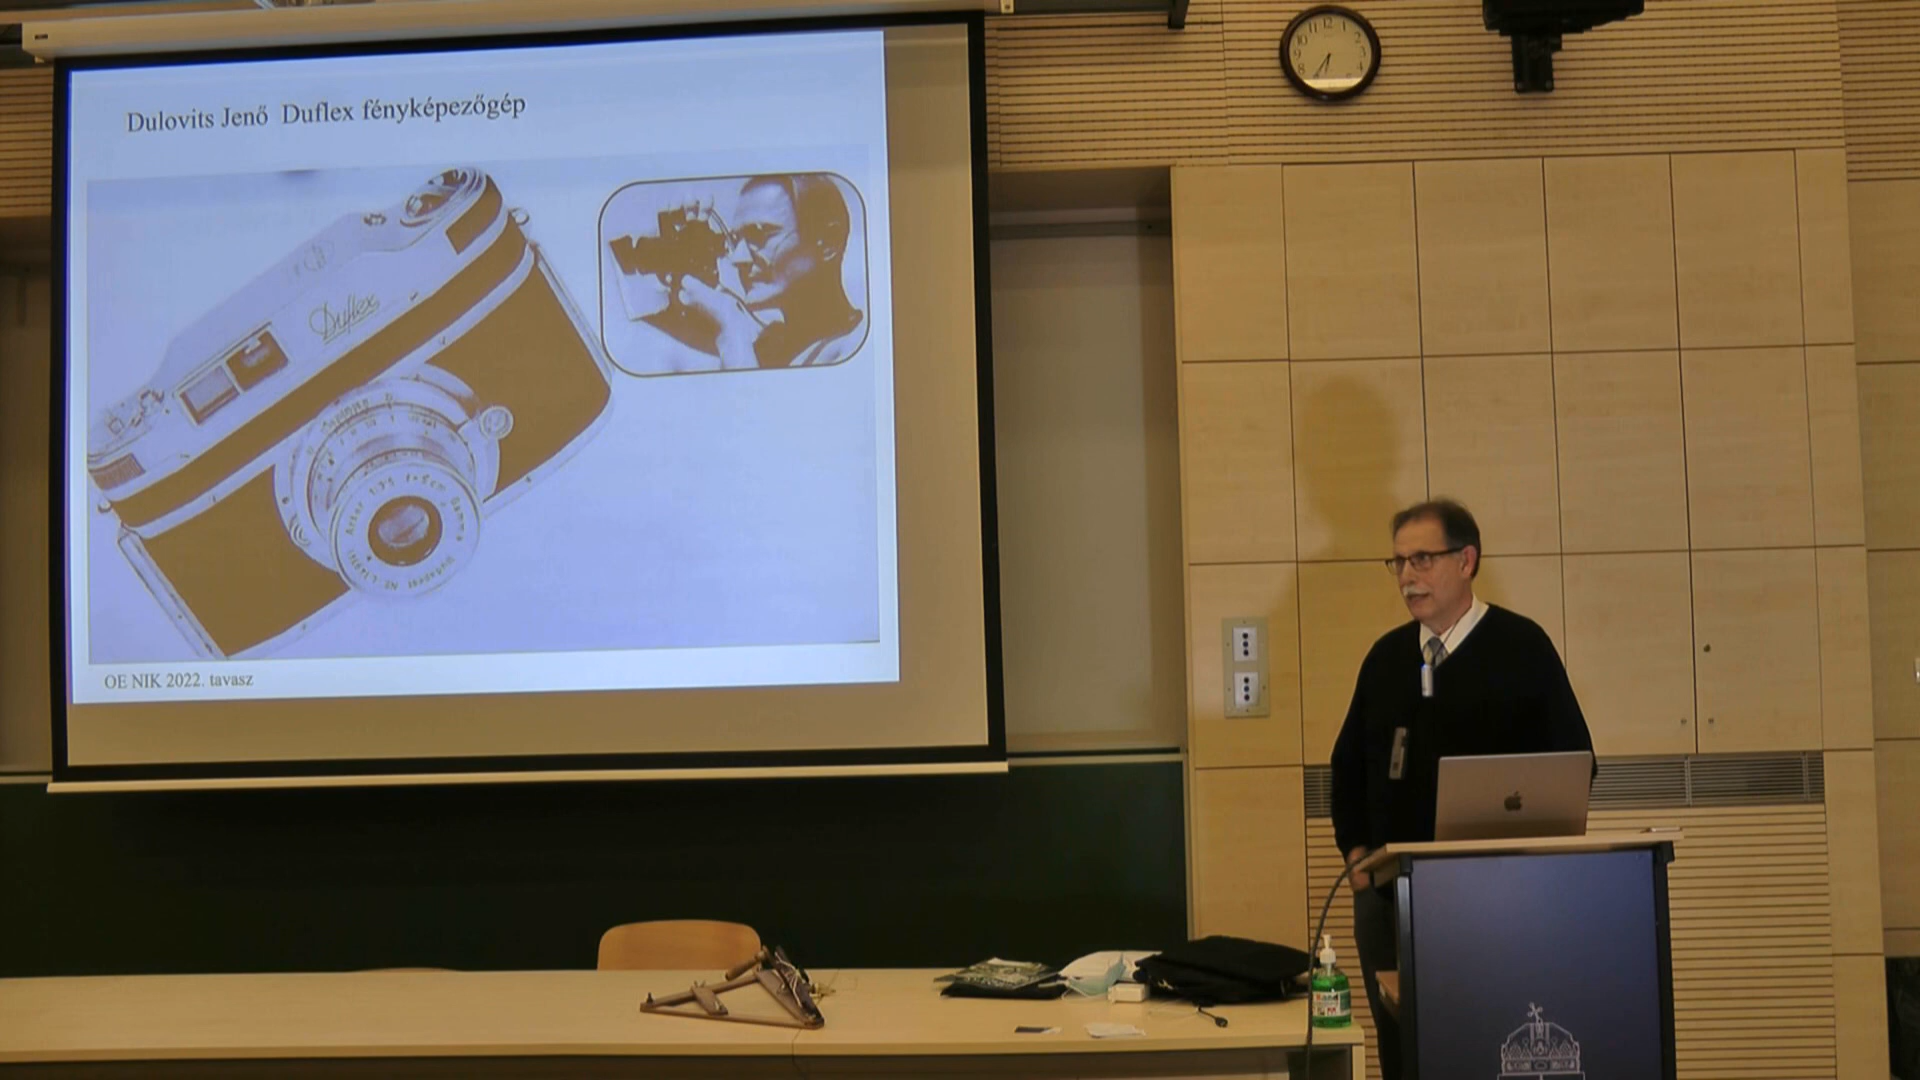 Dulovits Jenő  Duflex fényképezőgép
Duflex
OE NIK 2022. tavasz